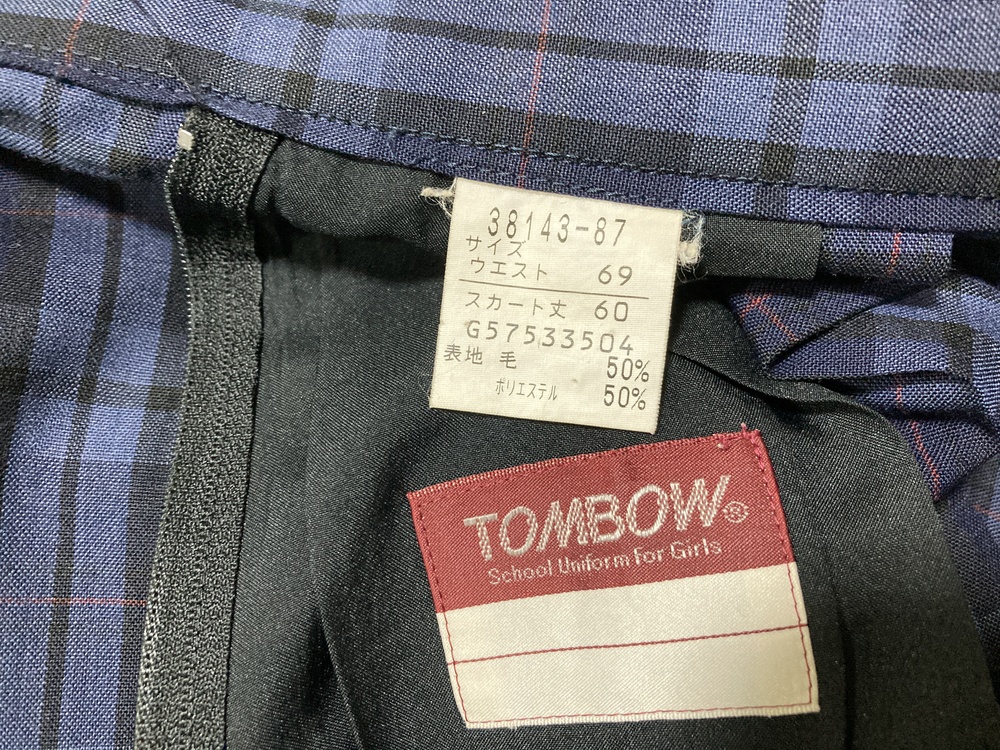 38143-87
サイズ
ウエスト 69
スカート丈 60
G57533504
表地 毛 50%
ポリエステル 50%
TOMBOW®
School Uniform For Girls